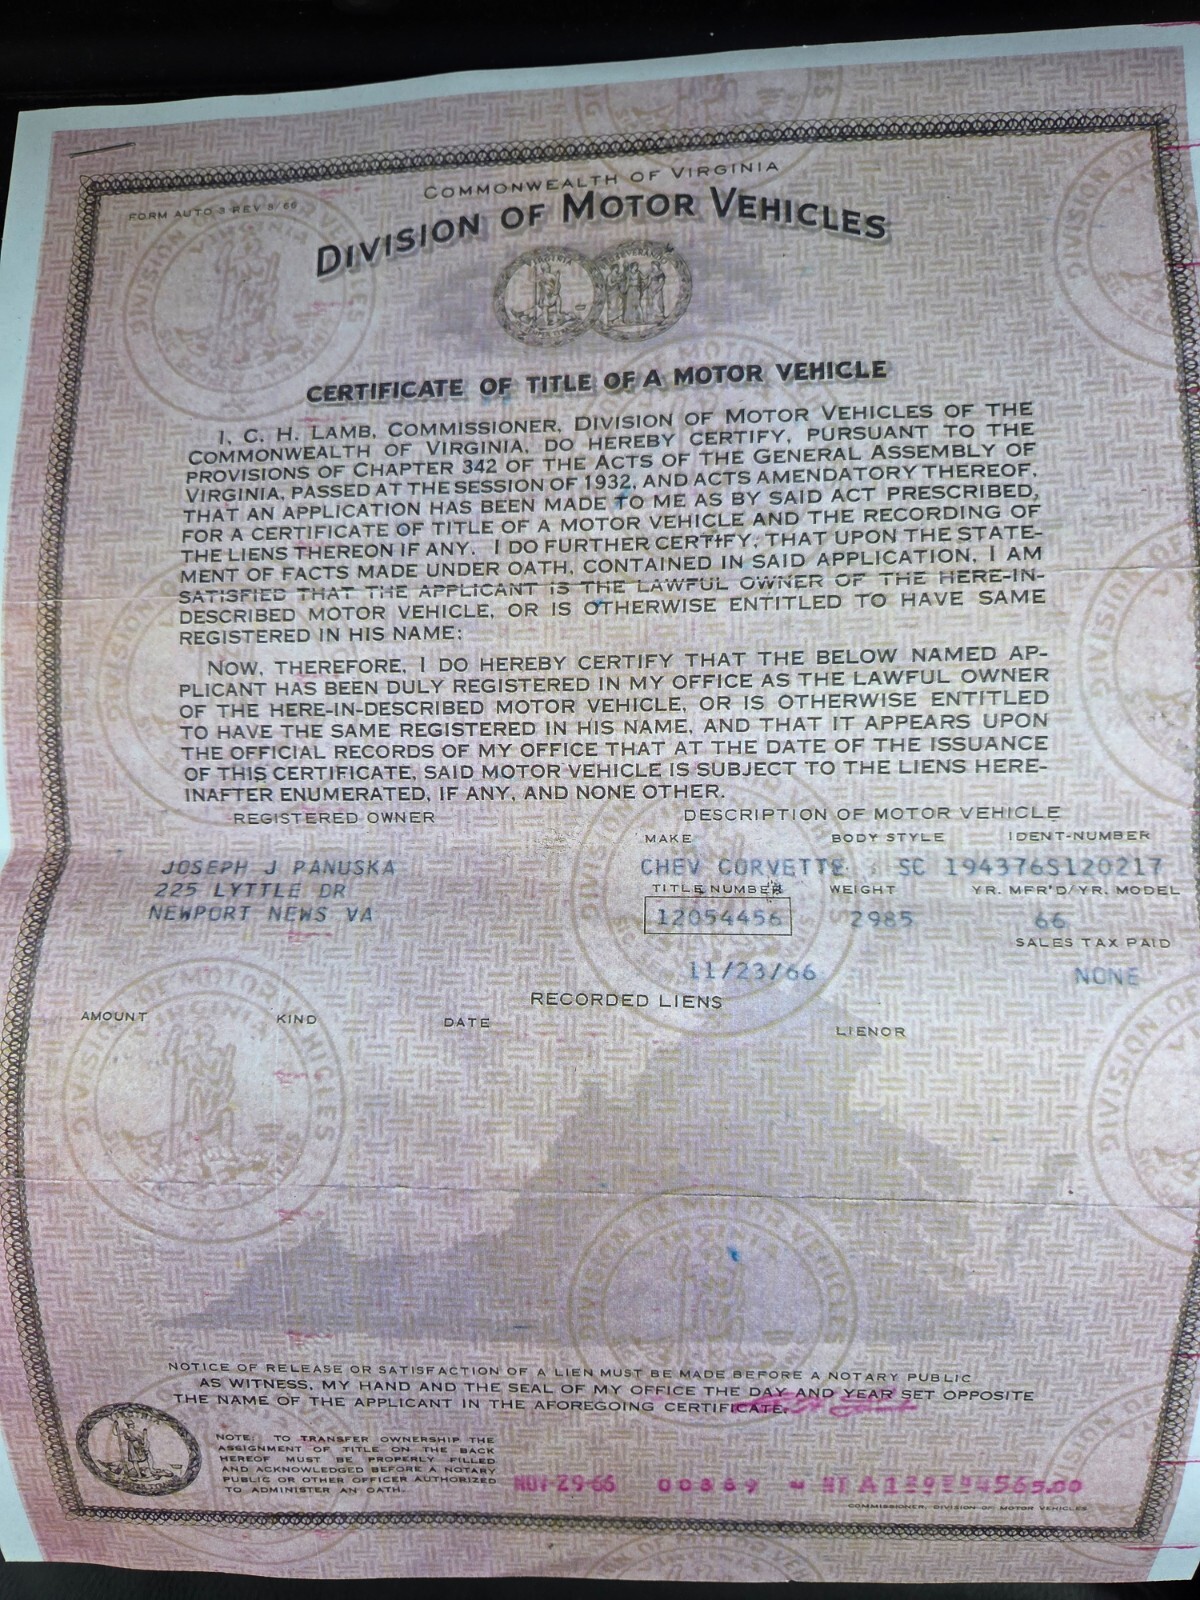 COMMONWEALTH OF VIRGINIA
FORM AUTO 3 REV 8/66
DIVISION OF MOTOR VEHICLES
CERTIFICATE OF TITLE OF A MOTOR VEHICLE
I, C. H. LAMB, COMMISSIONER, DIVISION OF MOTOR VEHICLES OF THE
COMMONWEALTH OF VIRGINIA, DO HEREBY CERTIFY, PURSUANT TO THE
PROVISIONS OF CHAPTER 342 OF THE ACTS OF THE GENERAL ASSEMBLY OF
VIRGINIA, PASSED AT THE SESSION OF 1932, AND ACTS AMENDATORY THEREOF,
THAT AN APPLICATION HAS BEEN MADE TO ME AS BY SAID ACT PRESCRIBED,
FOR A CERTIFICATE OF TITLE OF A MOTOR VEHICLE AND THE RECORDING OF
THE LIENS THEREON IF ANY. I DO FURTHER CERTIFY, THAT UPON THE STATE-
MENT OF FACTS MADE UNDER OATH, CONTAINED IN SAID APPLICATION, I AM
SATISFIED THAT THE APPLICANT IS THE LAWFUL OWNER OF THE HERE-IN-
DESCRIBED MOTOR VEHICLE, OR IS OTHERWISE ENTITLED TO HAVE SAME
REGISTERED IN HIS NAME:
NOW, THEREFORE, I DO HEREBY CERTIFY THAT THE BELOW NAMED AP-
PLICANT HAS BEEN DULY REGISTERED IN MY OFFICE AS THE LAWFUL OWNER
OF THE HERE-IN-DESCRIBED MOTOR VEHICLE, OR IS OTHERWISE ENTITLED
TO HAVE THE SAME REGISTERED IN HIS NAME, AND THAT IT APPEARS UPON
THE OFFICIAL RECORDS OF MY OFFICE THAT AT THE DATE OF THE ISSUANCE
OF THIS CERTIFICATE, SAID MOTOR VEHICLE IS SUBJECT TO THE LIENS HERE-
INAFTER ENUMERATED, IF ANY, AND NONE OTHER.
REGISTERED OWNER DESCRIPTION OF MOTOR VEHICLE
MAKE BODY STYLE IDENT-NUMBER
JOSEPH J PANUSKA CHEV CORVETTE SC 194376S120217
TITLE NUMBER WEIGHT YR. MFR'D/YR. MODEL
225 LYTTLE DR
NEWPORT NEWS VA 12054456 2985 66
SALES TAX PAID
11/23/66 NONE
RECORDED LIENS
AMOUNT KIND DATE LIENOR
NOTICE OF RELEASE OR SATISFACTION OF A LIEN MUST BE MADE BEFORE A NOTARY PUBLIC
AS WITNESS, MY HAND AND THE SEAL OF MY OFFICE THE DAY AND YEAR SET OPPOSITE
THE NAME OF THE APPLICANT IN THE AFOREGOING CERTIFICATE.
NOTE: TO TRANSFER OWNERSHIP THE
ASSIGNMENT OF TITLE ON THE BACK
HEREOF MUST BE PROPERLY FILLED
AND ACKNOWLEDGED BEFORE A NOTARY
PUBLIC OR OTHER OFFICER AUTHORIZED
TO ADMINISTER AN OATH.
NOV-29-66
COMMISSIONER, DIVISION OF MOTOR VEHICLES